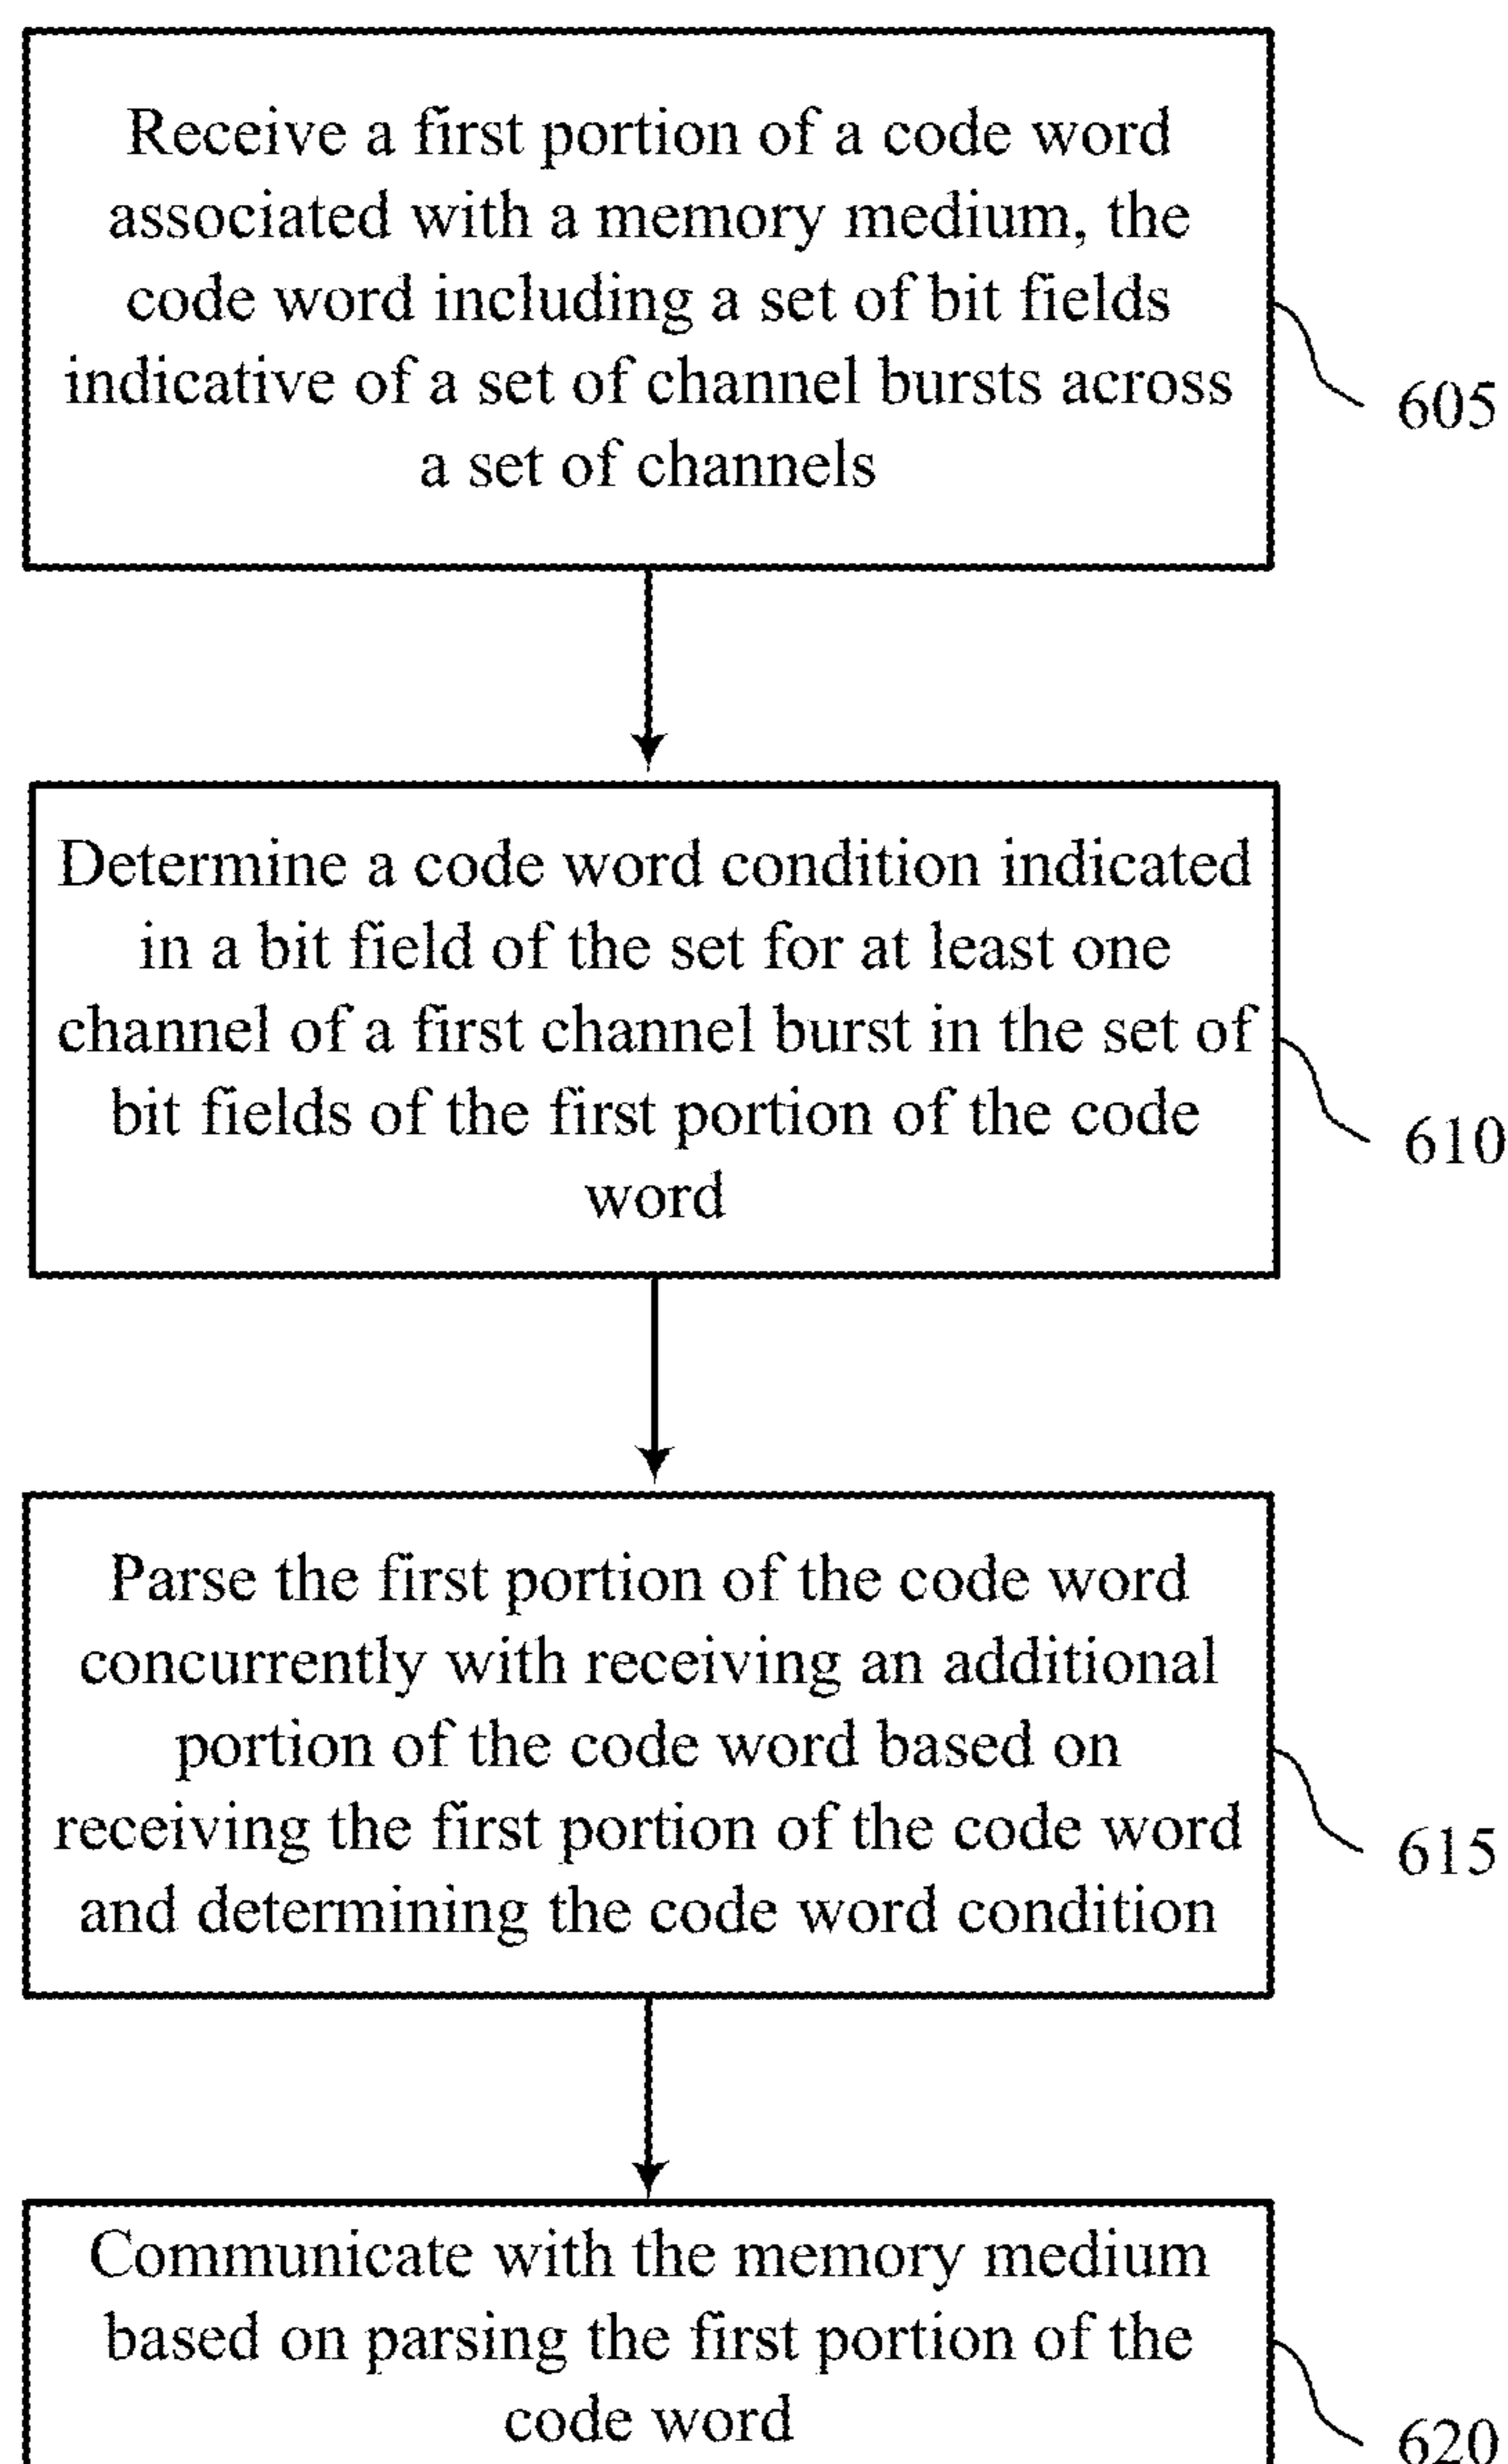 Receive a first portion of a code word
associated with a memory medium, the
code word including a set of bit fields
indicative of a set of channel bursts across
a set of channels
605
Determine a code word condition indicated
in a bit field of the set for at least one
channel of a first channel burst in the set of
bit fields of the first portion of the code
word
610
Parse the first portion of the code word
concurrently with receiving an additional
portion of the code word based on
receiving the first portion of the code word
and determining the code word condition
615
Communicate with the memory medium
based on parsing the first portion of the
code word
620